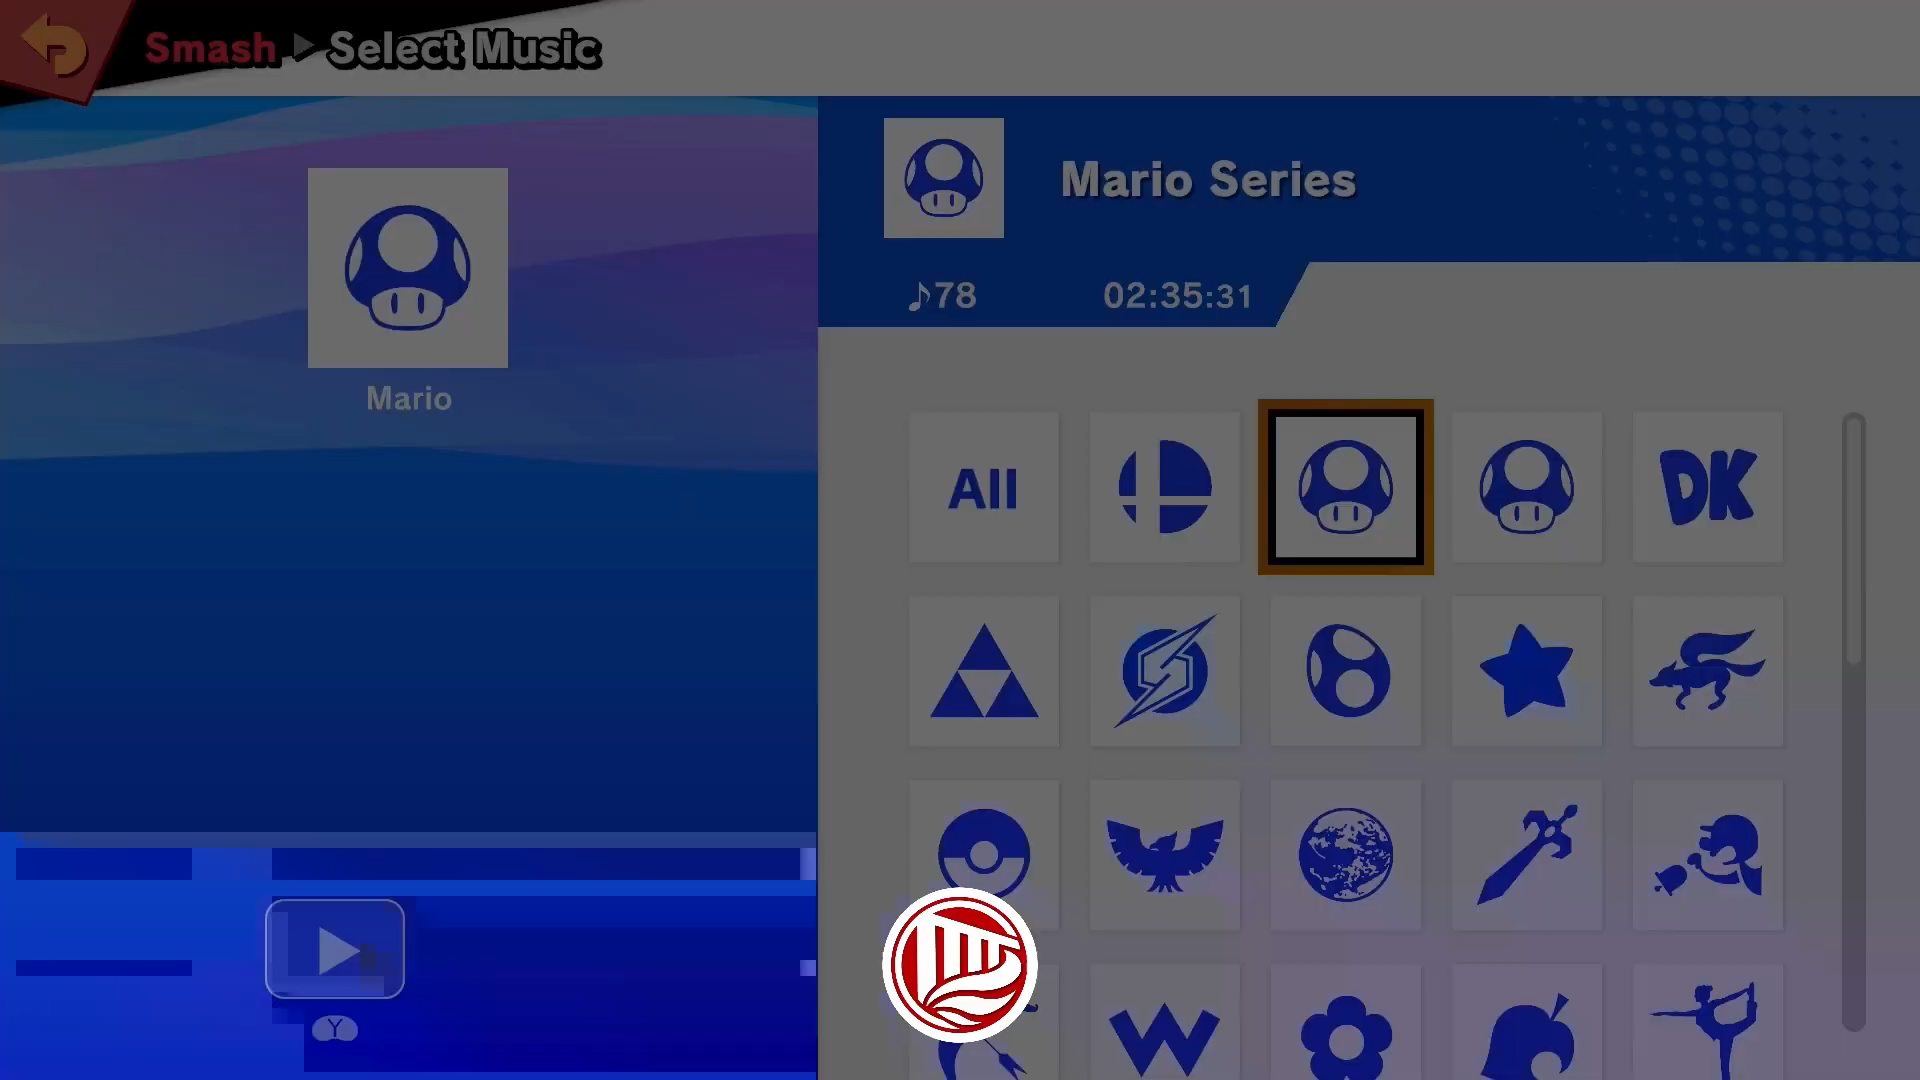 Smash ▶ Select Music
Mario
Y
Mario Series
♪78
02:35:31
All
DK